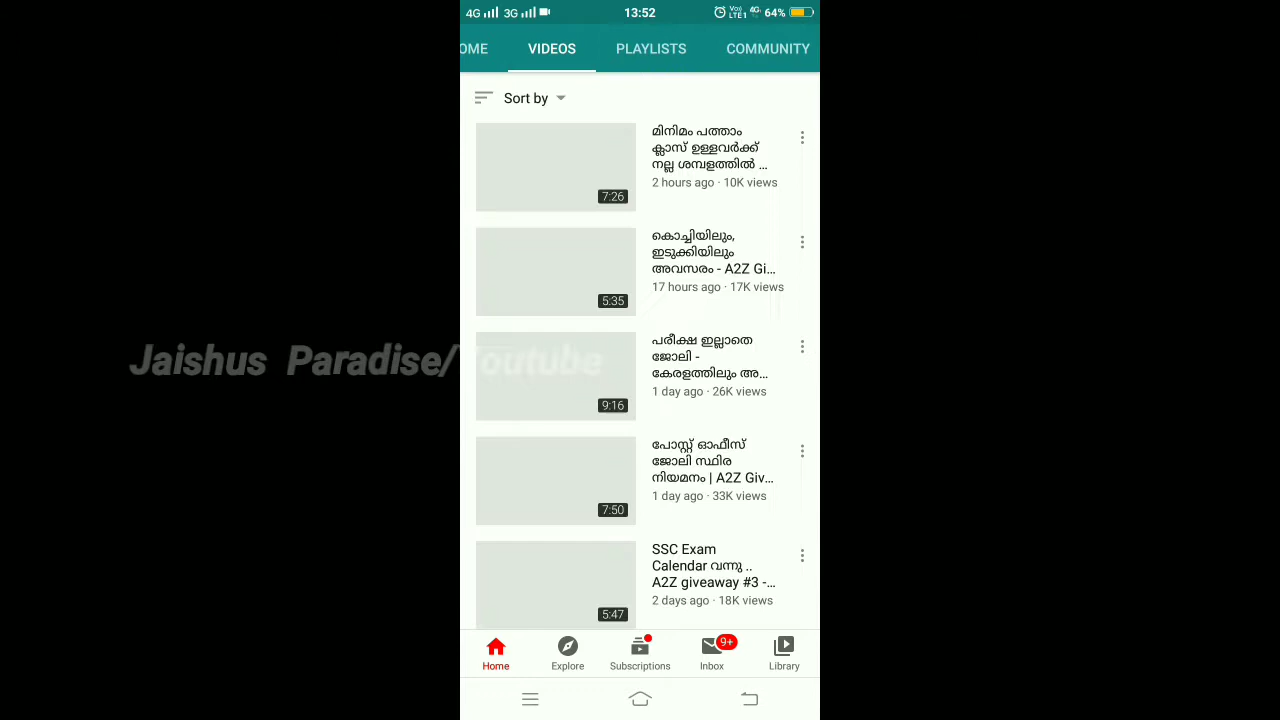 4G 3G 13:52 Vo) LTE1 4G 64%
OME VIDEOS PLAYLISTS COMMUNITY
Sort by
മിനിമം പത്താം
ക്ലാസ് ഉള്ളവർക്ക്
നല്ല ശമ്പളത്തിൽ ...
2 hours ago · 10K views
7:26
കൊച്ചിയിലും,
ഇടുക്കിയിലും
അവസരം - A2Z Gi...
17 hours ago · 17K views
5:35
പരീക്ഷ ഇല്ലാതെ
ജോലി -
കേരളത്തിലും അ...
1 day ago · 26K views
9:16
Jaishus Paradise/Youtube
പോസ്റ്റ് ഓഫീസ്
ജോലി സ്ഥിര
നിയമനം | A2Z Giv...
1 day ago · 33K views
7:50
SSC Exam
Calendar വന്നു ..
A2Z giveaway #3 -...
2 days ago · 18K views
5:47
9+
Home Explore Subscriptions Inbox Library